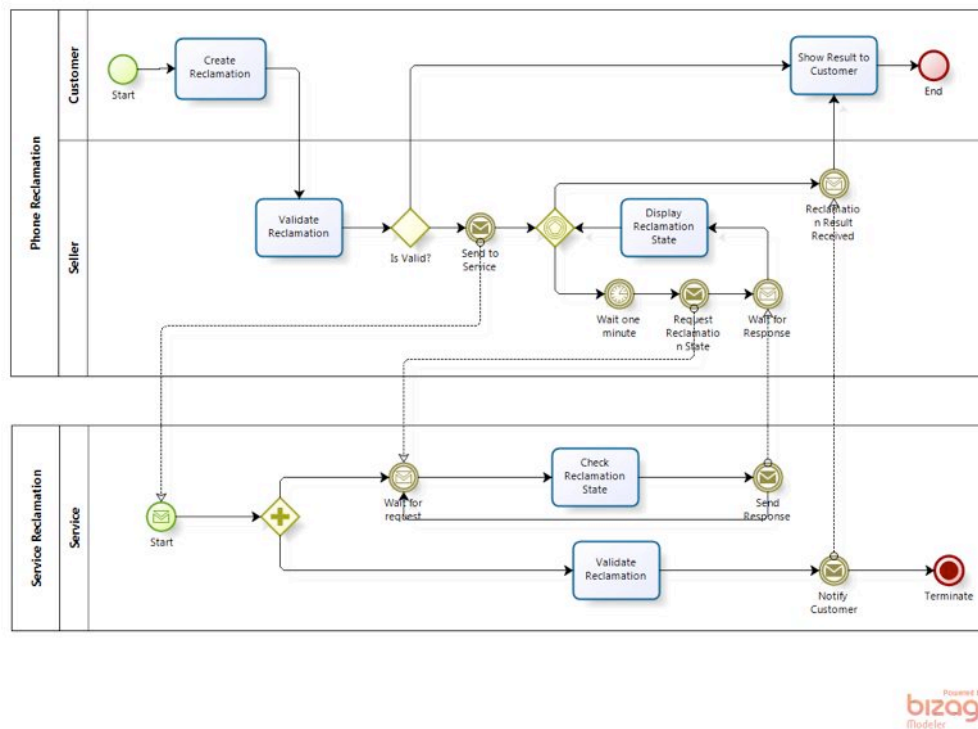 Phone Reclamation
Customer
Start
Create
Reclamation
Show Result to
Customer
End
Seller
Validate
Reclamation
Is Valid?
Send to
Service
Display
Reclamation
State
Reclamatio
n Result
Received
Wait one
minute
Request
Reclamatio
n State
Wait for
Response
Service Reclamation
Service
Start
Wait for
request
Check
Reclamation
State
Send
Response
Validate
Reclamation
Notify
Customer
Terminate
Powered
bizag
Modeler